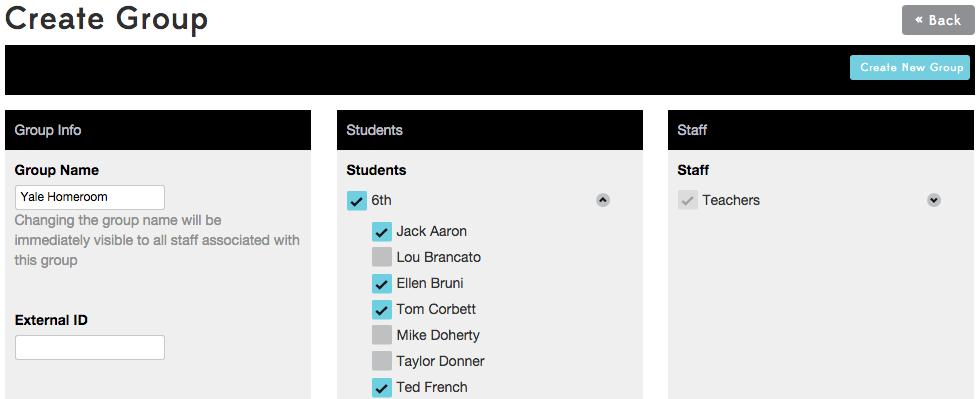 Create Group
« Back
Create New Group
Group Info
Group Name
Yale Homeroom
Changing the group name will be
immediately visible to all staff associated with
this group
External ID
Students
Students
6th
Jack Aaron
Lou Brancato
Ellen Bruni
Tom Corbett
Mike Doherty
Taylor Donner
Ted French
Staff
Staff
Teachers